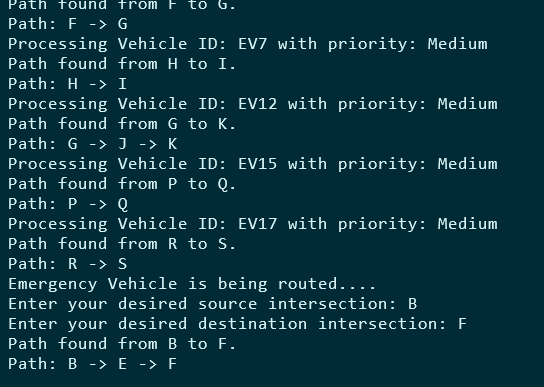 Path found from F to G.
Path: F -> G
Processing Vehicle ID: EV7 with priority: Medium
Path found from H to I.
Path: H -> I
Processing Vehicle ID: EV12 with priority: Medium
Path found from G to K.
Path: G -> J -> K
Processing Vehicle ID: EV15 with priority: Medium
Path found from P to Q.
Path: P -> Q
Processing Vehicle ID: EV17 with priority: Medium
Path found from R to S.
Path: R -> S
Emergency Vehicle is being routed....
Enter your desired source intersection: B
Enter your desired destination intersection: F
Path found from B to F.
Path: B -> E -> F